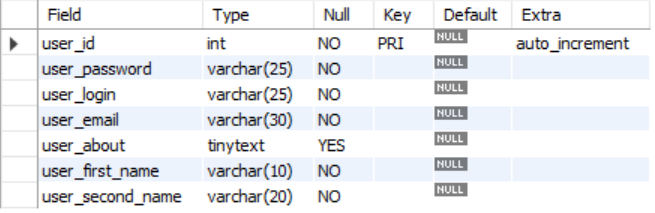 Field Type Null Key Default Extra
user_id int NO PRI NULL auto_increment
user_password varchar(25) NO NULL
user_login varchar(25) NO NULL
user_email varchar(30) NO NULL
user_about tinytext YES NULL
user_first_name varchar(10) NO NULL
user_second_name varchar(20) NO NULL